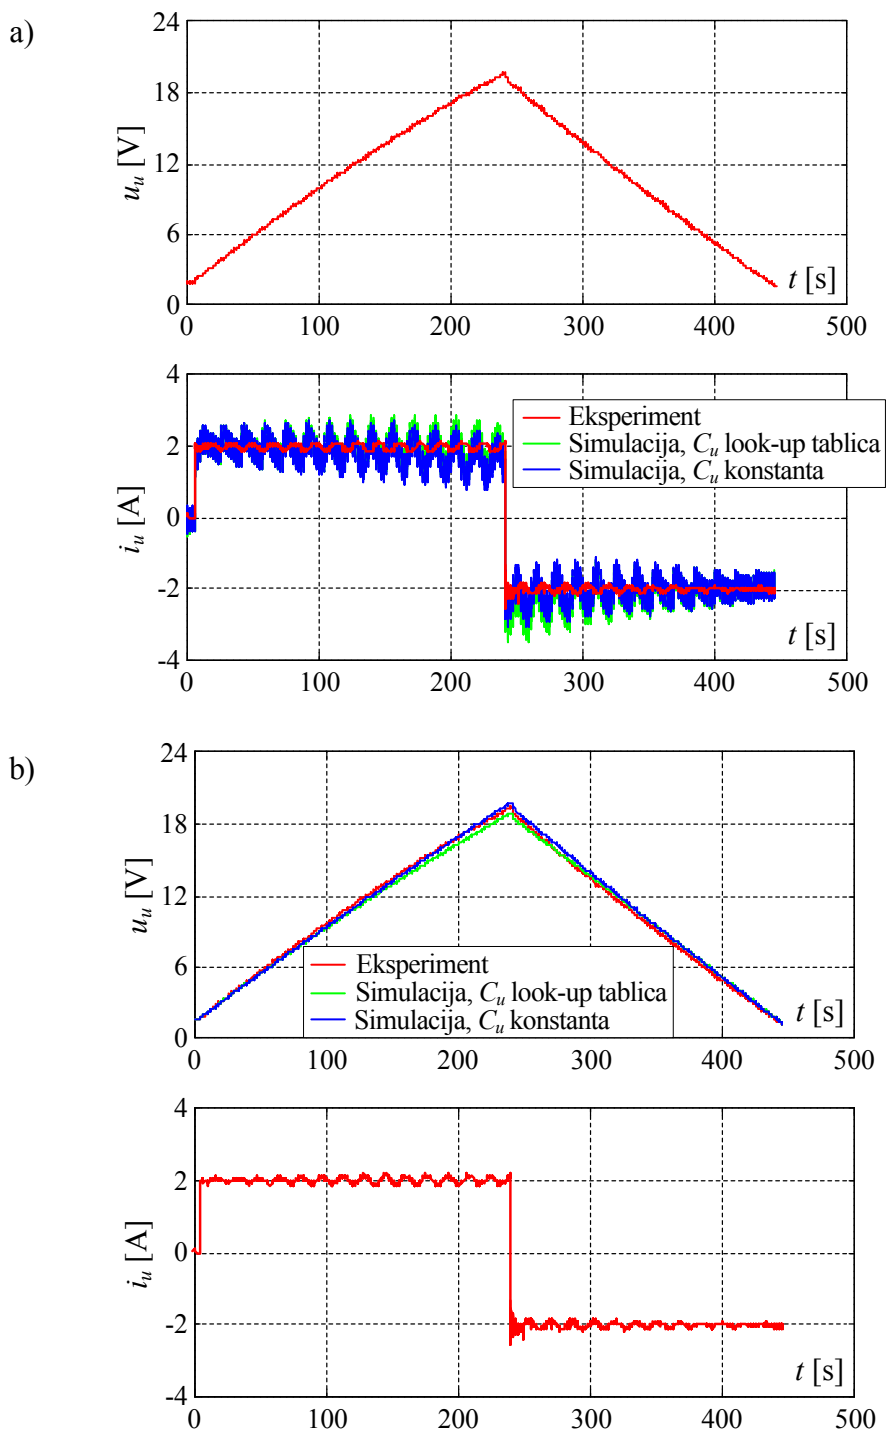 a)
24
18
12
6
0
u_u [V]
t [s]
0 100 200 300 400 500
4
2
0
-2
-4
i_u [A]
Eksperiment
Simulacija, C_u look-up tablica
Simulacija, C_u konstanta
t [s]
0 100 200 300 400 500
b)
24
18
12
6
0
u_u [V]
Eksperiment
Simulacija, C_u look-up tablica
Simulacija, C_u konstanta
t [s]
0 100 200 300 400 500
4
2
0
-2
-4
i_u [A]
t [s]
0 100 200 300 400 500